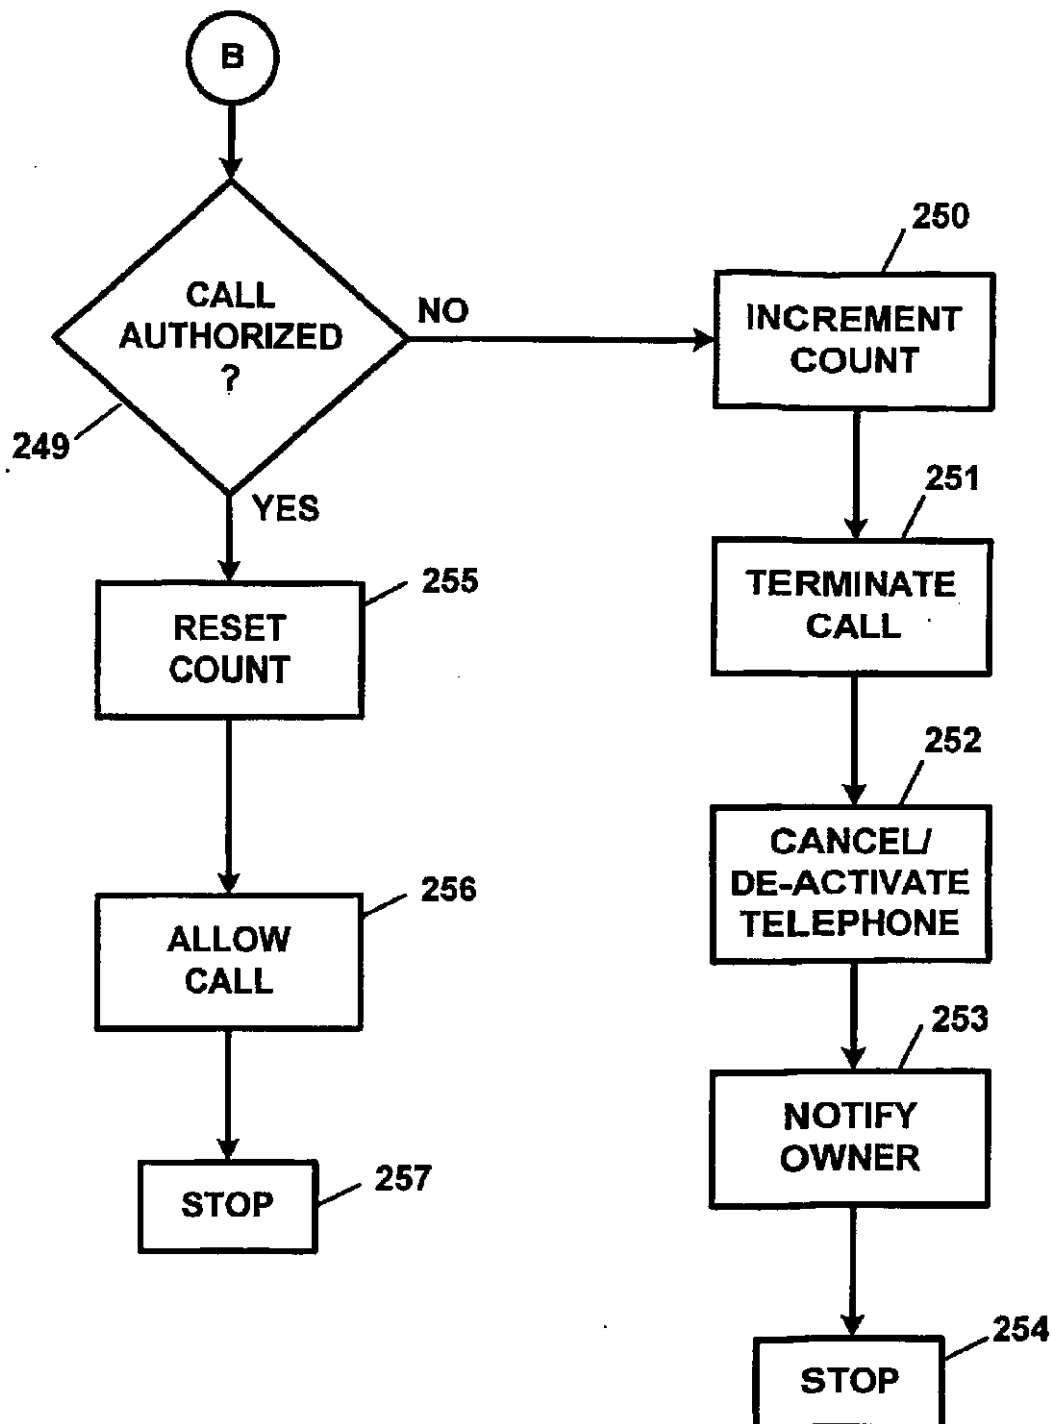 B
CALL
AUTHORIZED
?
249
NO
YES
250
INCREMENT
COUNT
251
TERMINATE
CALL
252
CANCEL/
DE-ACTIVATE
TELEPHONE
253
NOTIFY
OWNER
254
STOP
255
RESET
COUNT
256
ALLOW
CALL
257
STOP